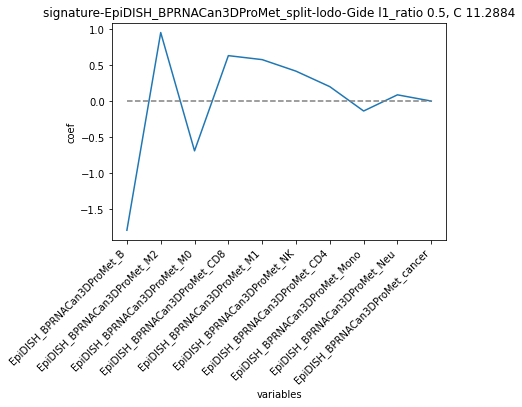 signature-EpiDISH_BPRNACan3DProMet_split-lodo-Gide l1_ratio 0.5, C 11.2884
1.0
0.5
0.0
−0.5
−1.0
−1.5
coef
EpiDISH_BPRNACan3DProMet_B
EpiDISH_BPRNACan3DProMet_M2
EpiDISH_BPRNACan3DProMet_M0
EpiDISH_BPRNACan3DProMet_CD8
EpiDISH_BPRNACan3DProMet_M1
EpiDISH_BPRNACan3DProMet_NK
EpiDISH_BPRNACan3DProMet_CD4
EpiDISH_BPRNACan3DProMet_Mono
EpiDISH_BPRNACan3DProMet_Neu
EpiDISH_BPRNACan3DProMet_cancer
variables